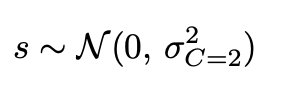 s ∼ 𝒩(0, σ²_{C=2})